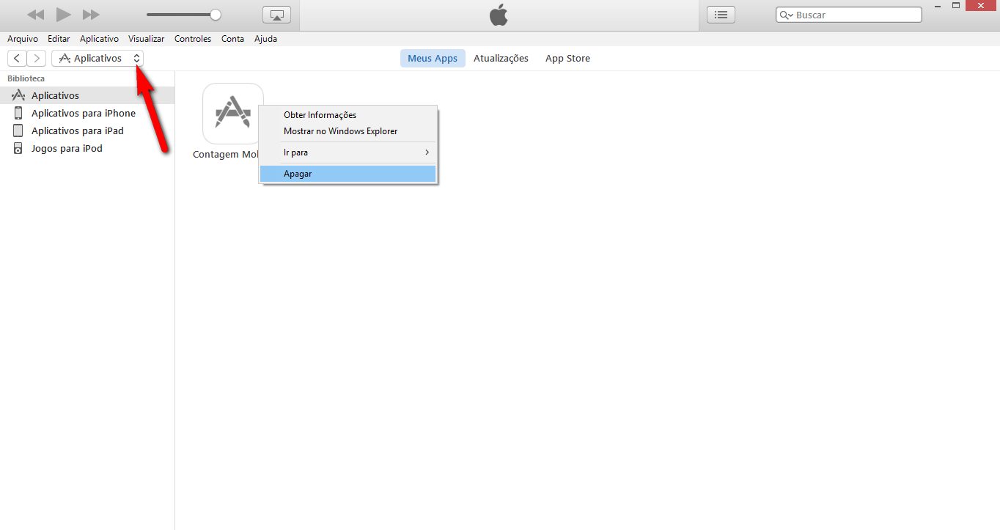 Buscar
Arquivo Editar Aplicativo Visualizar Controles Conta Ajuda
Aplicativos Meus Apps Atualizações App Store
Biblioteca
Aplicativos
Aplicativos para iPhone
Aplicativos para iPad
Jogos para iPod
Contagem
Obter Informações
Mostrar no Windows Explorer
Ir para
Apagar